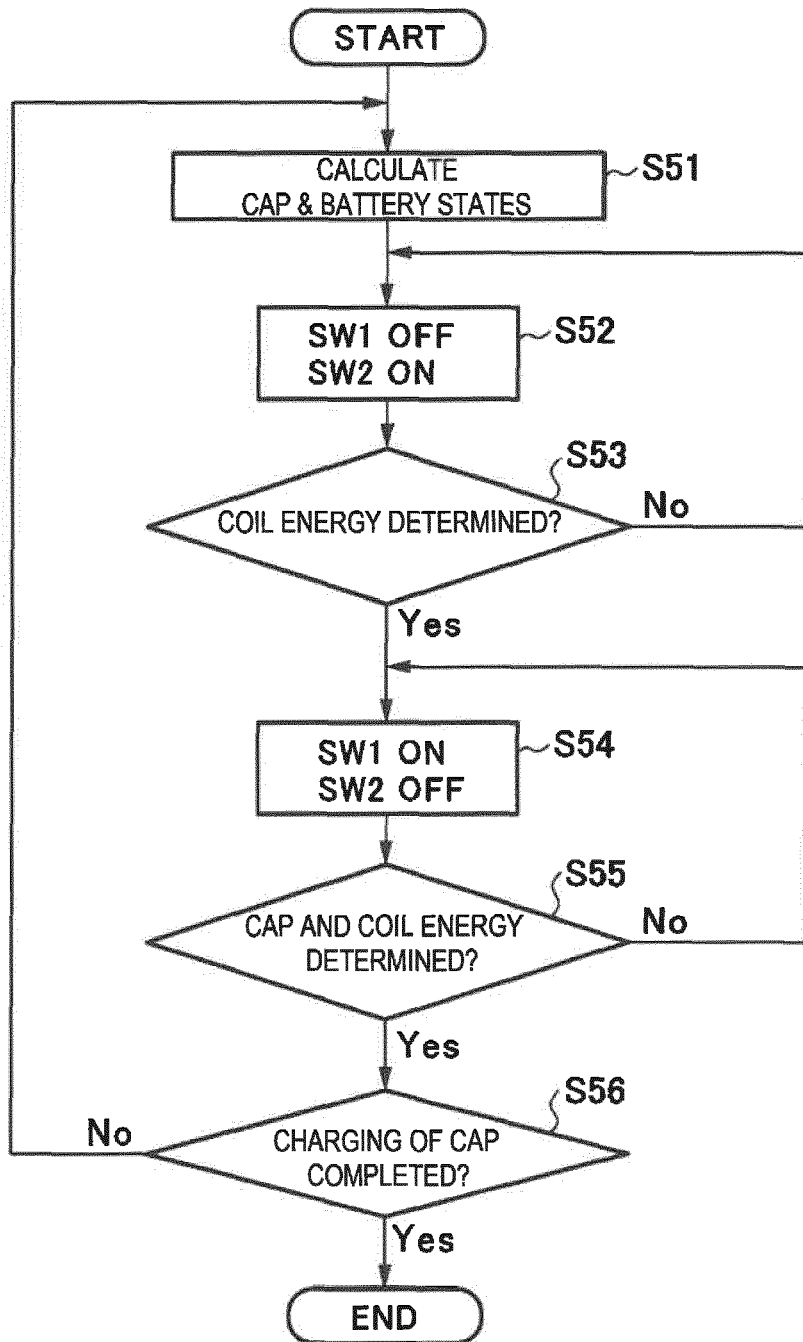 START
CALCULATE
CAP & BATTERY STATES
S51
SW1 OFF
SW2 ON
S52
S53
COIL ENERGY DETERMINED?
No
Yes
SW1 ON
SW2 OFF
S54
S55
CAP AND COIL ENERGY
DETERMINED?
No
Yes
S56
No
CHARGING OF CAP
COMPLETED?
Yes
END